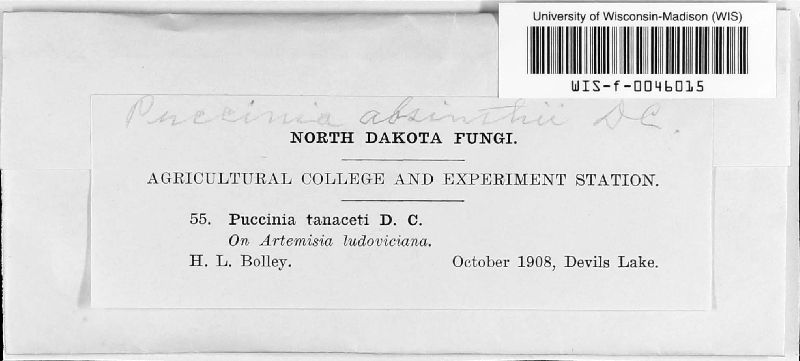 University of Wisconsin-Madison (WIS)
WIS-f-0046015
Puccinia absinthii DC.
NORTH DAKOTA FUNGI.
AGRICULTURAL COLLEGE AND EXPERIMENT STATION.
55. Puccinia tanaceti D. C.
On Artemisia ludoviciana.
H. L. Bolley. October 1908, Devils Lake.